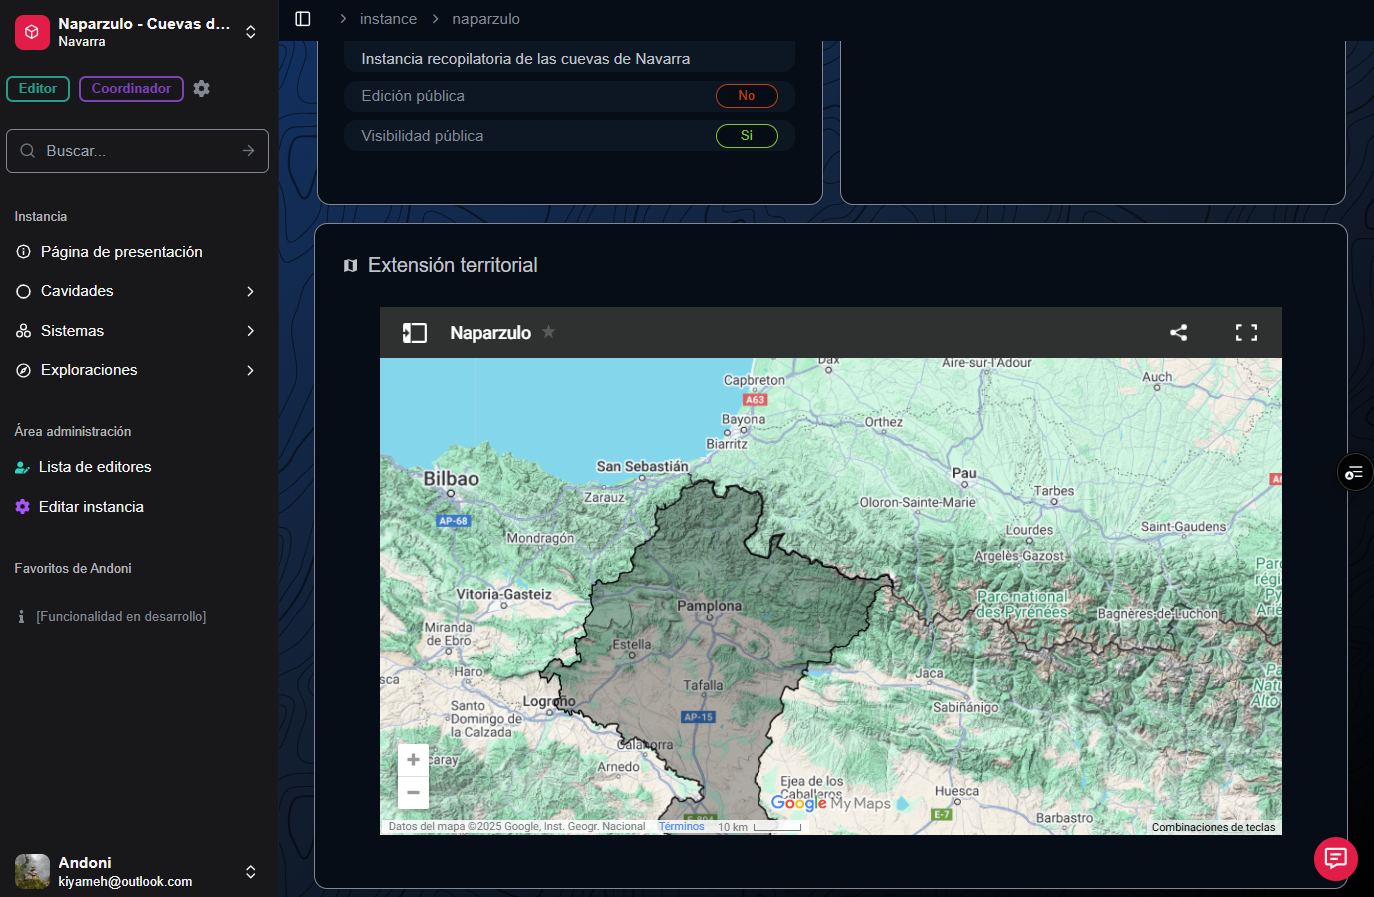 Naparzulo - Cuevas d...
Navarra
Editor
Coordinador
Buscar...
Instancia
Página de presentación
Cavidades
Sistemas
Exploraciones
Área administración
Lista de editores
Editar instancia
Favoritos de Andoni
[Funcionalidad en desarrollo]
Andoni
kiyameh@outlook.com
instance
naparzulo
Instancia recopilatoria de las cuevas de Navarra
Edición pública
No
Visibilidad pública
Si
Extensión territorial
Naparzulo
Dax
Aire-sur-l'Adour
Capbreton
Auch
A63
Bayona
Orthez
Biarritz
San Sebastián
Pau
Bilbao
Zarauz
Tarbes
Oloron-Sainte-Marie
AP-68
Lourdes
Saint-Gaudens
Mondragón
Argelès-Gazost
Vitoria-Gasteiz
Parc national
des Pyrénées
Pamplona
Bagnères-de-Luchon
Miranda
de Ebro
Estella
Haro
Jaca
Tafalla
Logroño
Sabiñánigo
Santo
Domingo de
la Calzada
AP-15
Calahorra
Arnedo
Ejea de los
Caballeros
Huesca
Google My Maps
E-7
Barbastro
Datos del mapa ©2025 Google, Inst. Geogr. Nacional
Términos
10 km
Combinaciones de teclas